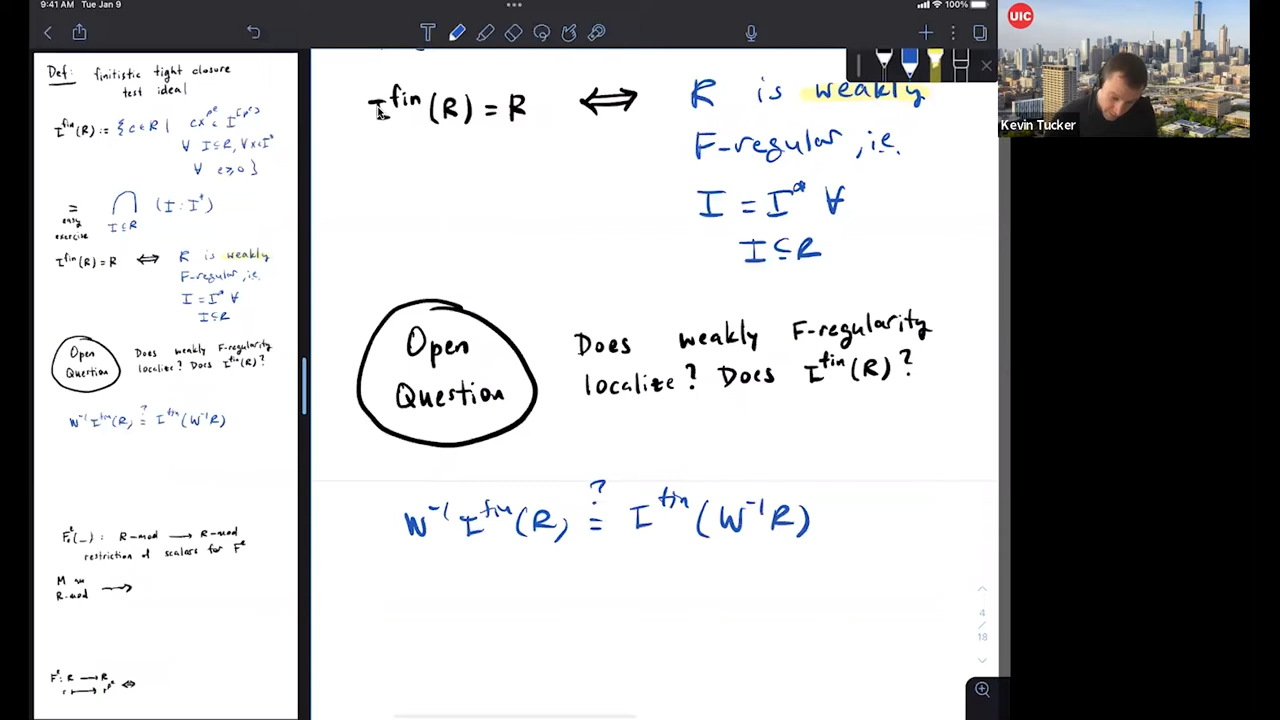 9:41 AM Tue Jan 9
100%
Def: finitistic tight closure
test ideal
I^fin(R) := { c ∈ R | c x^{p^e} ∈ I^{[p^e]}
∀ I ⊆ R, ∀ x ∈ I^*
∀ e ≥ 0 }
= ⋂ (I : I^*)
easy I ⊆ R
exercise
I^fin(R) = R ⇔ R is weakly
F-regular, i.e.
I = I^* ∀
I ⊆ R
Open Question
Does weakly F-regularity
localize? Does I^fin(R)?
W^{-1} I^fin(R) ?= I^fin(W^{-1}R)
F^e_*(_) : R-mod → R-mod
restriction of scalars for F^e
M an
R-mod →
F^e : R → R
r ↦ r^{p^e} ⇔
I^fin(R) = R ⇔ R is weakly
F-regular, i.e.
I = I^* ∀
I ⊆ R
Open
Question
Does weakly F-regularity
localize? Does I^fin(R)?
W^{-1} I^fin(R) ?= I^fin(W^{-1}R)
4
/
18
UIC
Kevin Tucker